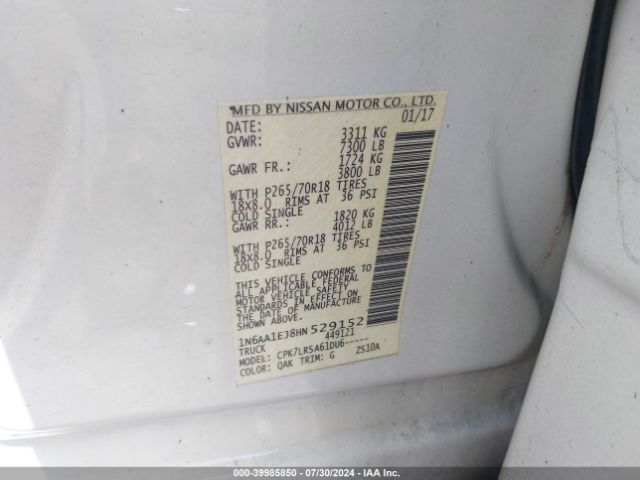 *MFD BY NISSAN MOTOR CO., LTD.
DATE: 01/17
GVWR: 3311 KG
7300 LB
GAWR FR.: 1724 KG
3800 LB
WITH P265/70R18 TIRES
18X8.0 RIMS AT 36 PSI
COLD SINGLE
GAWR RR.: 1820 KG
4012 LB
WITH P265/70R18 TIRES
18X8.0 RIMS AT 36 PSI
COLD SINGLE
THIS VEHICLE CONFORMS TO
ALL APPLICABLE FEDERAL
MOTOR VEHICLE SAFETY
STANDARDS IN EFFECT ON
THE DATE OF MANUFACTURE.
1N6AA1EJ8HN529152
TRUCK 449121
MODEL: CPK7LRSA61DU6-----
COLOR: QAK TRIM: G ZS10A
000-39985850 / 07/30/2024 - IAA Inc.